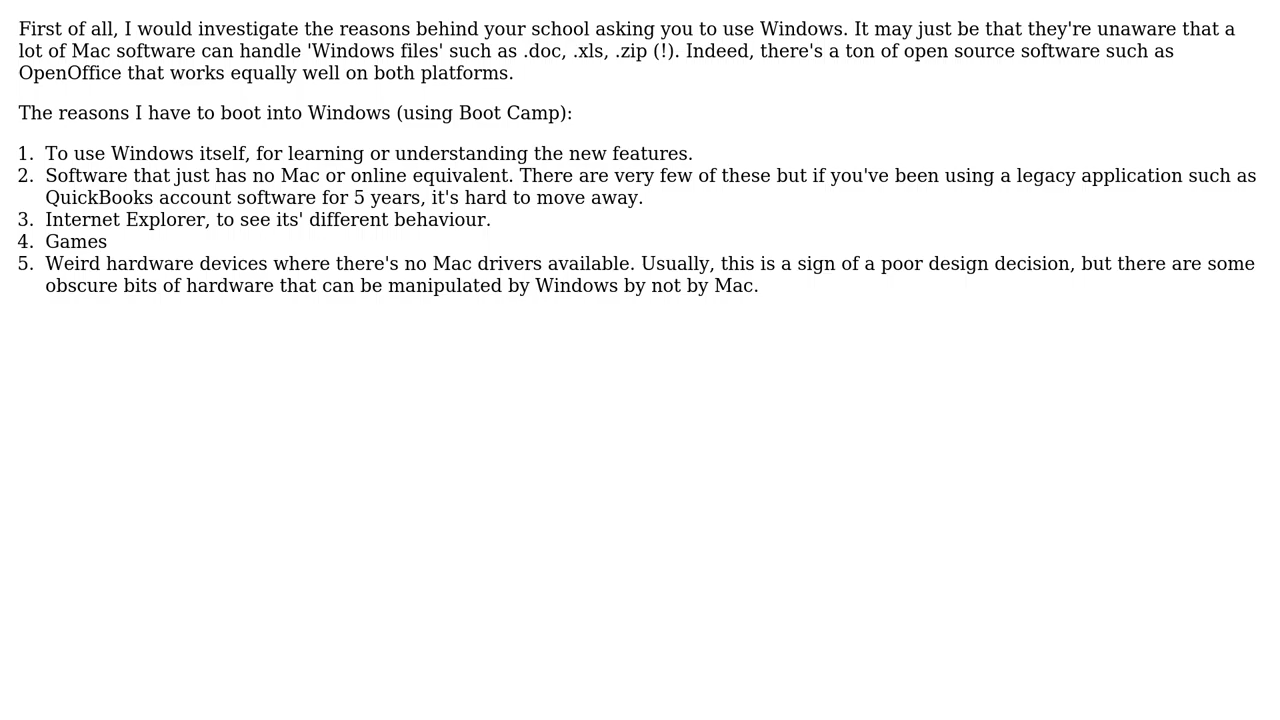 First of all, I would investigate the reasons behind your school asking you to use Windows. It may just be that they're unaware that a
lot of Mac software can handle 'Windows files' such as .doc, .xls, .zip (!). Indeed, there's a ton of open source software such as
OpenOffice that works equally well on both platforms.
The reasons I have to boot into Windows (using Boot Camp):
1. To use Windows itself, for learning or understanding the new features.
2. Software that just has no Mac or online equivalent. There are very few of these but if you've been using a legacy application such as
QuickBooks account software for 5 years, it's hard to move away.
3. Internet Explorer, to see its' different behaviour.
4. Games
5. Weird hardware devices where there's no Mac drivers available. Usually, this is a sign of a poor design decision, but there are some
obscure bits of hardware that can be manipulated by Windows by not by Mac.